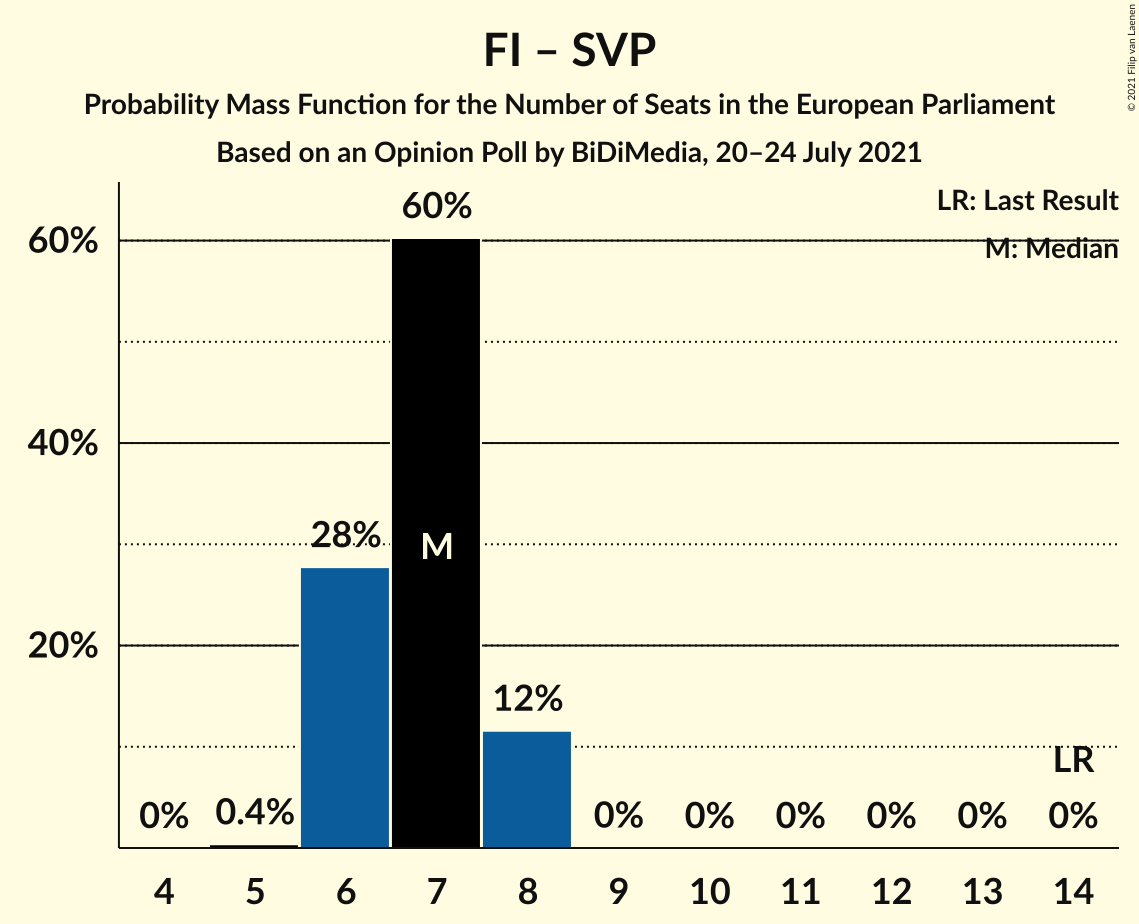 FI – SVP
Probability Mass Function for the Number of Seats in the European Parliament
Based on an Opinion Poll by BiDiMedia, 20–24 July 2021
© 2021 Filip van Laenen
LR: Last Result
M: Median
60%
40%
20%
0%
0.4%
28%
60%
M
12%
0%
0%
0%
0%
0%
LR
0%
4 5 6 7 8 9 10 11 12 13 14